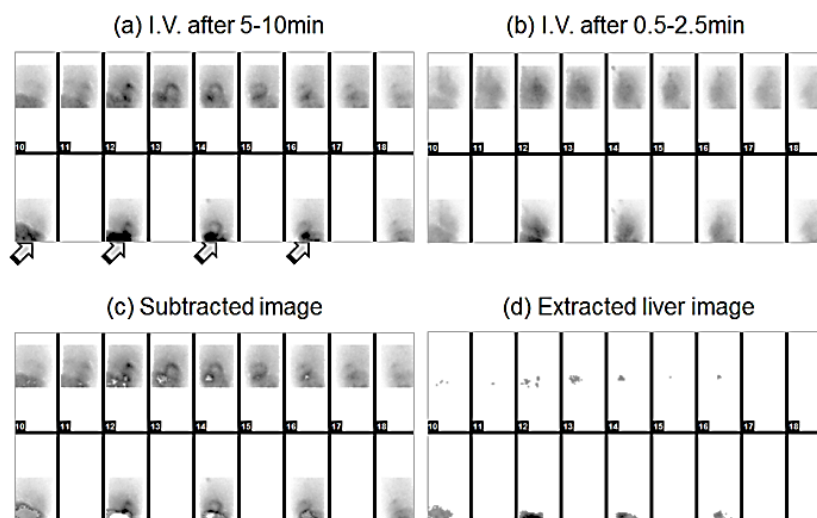 (a) I.V. after 5-10min
(b) I.V. after 0.5-2.5min
10 11 12 13 14 15 16 17 18
10 11 12 13 14 15 16 17 18
(c) Subtracted image
(d) Extracted liver image
10 11 12 13 14 15 16 17 18
10 11 12 13 14 15 16 17 18